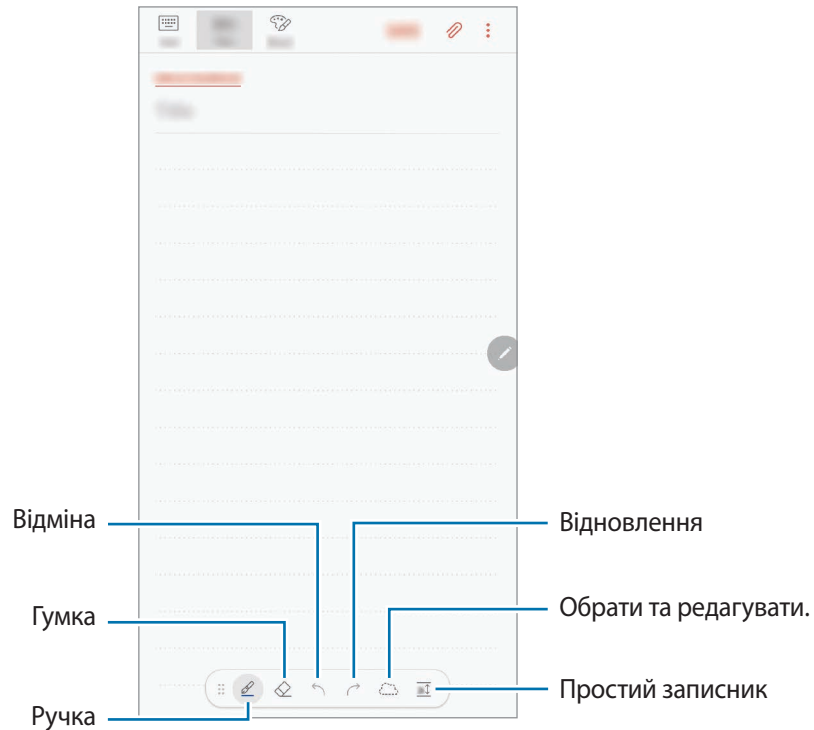 Відміна
Відновлення
Гумка
Обрати та редагувати.
Простий записник
Ручка